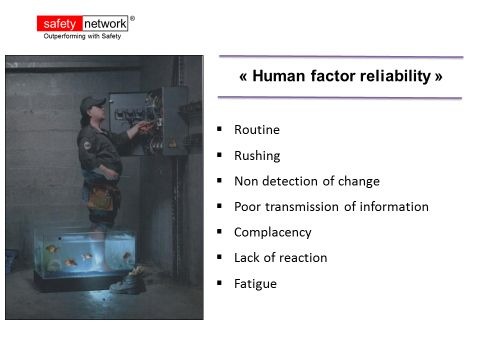 safety network®
Outperforming with Safety
« Human factor reliability »
Routine
Rushing
Non detection of change
Poor transmission of information
Complacency
Lack of reaction
Fatigue